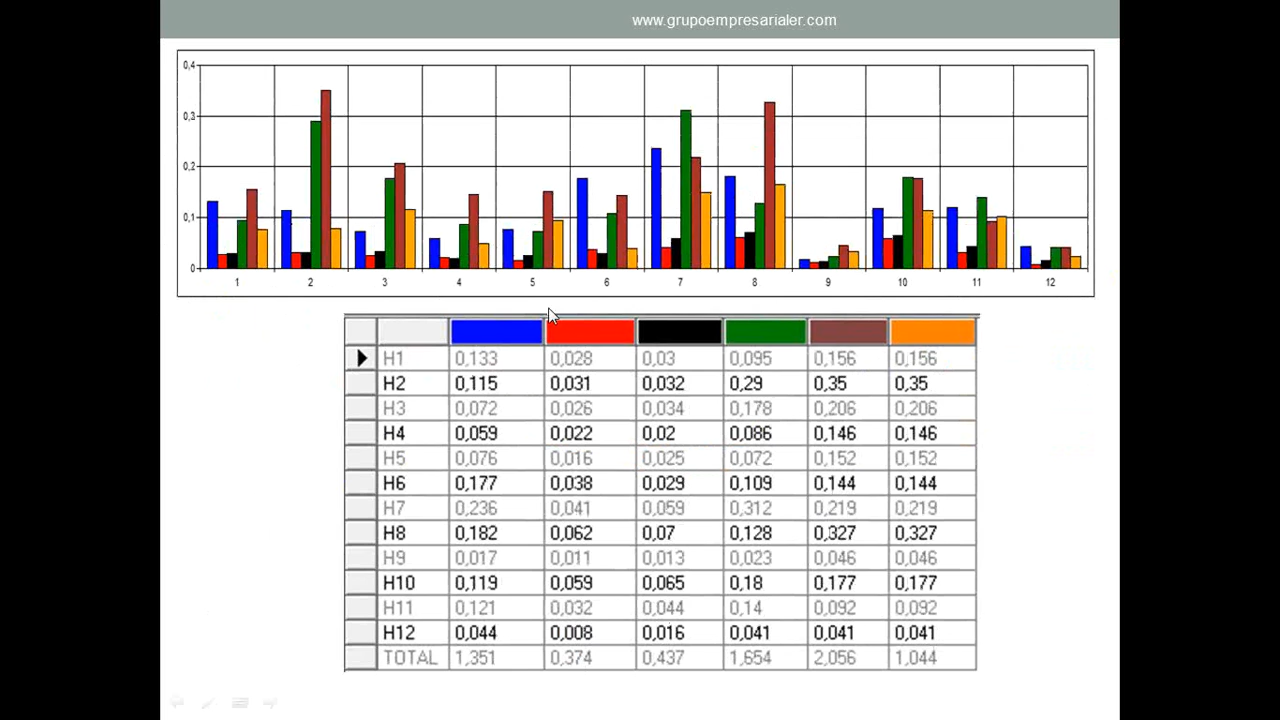 www.grupoempresarialer.com
0,4
0,3
0,2
0,1
0
1 2 3 4 5 6 7 8 9 10 11 12
H1 0,133 0,028 0,03 0,095 0,156 0,156
H2 0,115 0,031 0,032 0,29 0,35 0,35
H3 0,072 0,026 0,034 0,178 0,206 0,206
H4 0,059 0,022 0,02 0,086 0,146 0,146
H5 0,076 0,016 0,025 0,072 0,152 0,152
H6 0,177 0,038 0,029 0,109 0,144 0,144
H7 0,236 0,041 0,059 0,312 0,219 0,219
H8 0,182 0,062 0,07 0,128 0,327 0,327
H9 0,017 0,011 0,013 0,023 0,046 0,046
H10 0,119 0,059 0,065 0,18 0,177 0,177
H11 0,121 0,032 0,044 0,14 0,092 0,092
H12 0,044 0,008 0,016 0,041 0,041 0,041
TOTAL 1,351 0,374 0,437 1,654 2,056 1,044